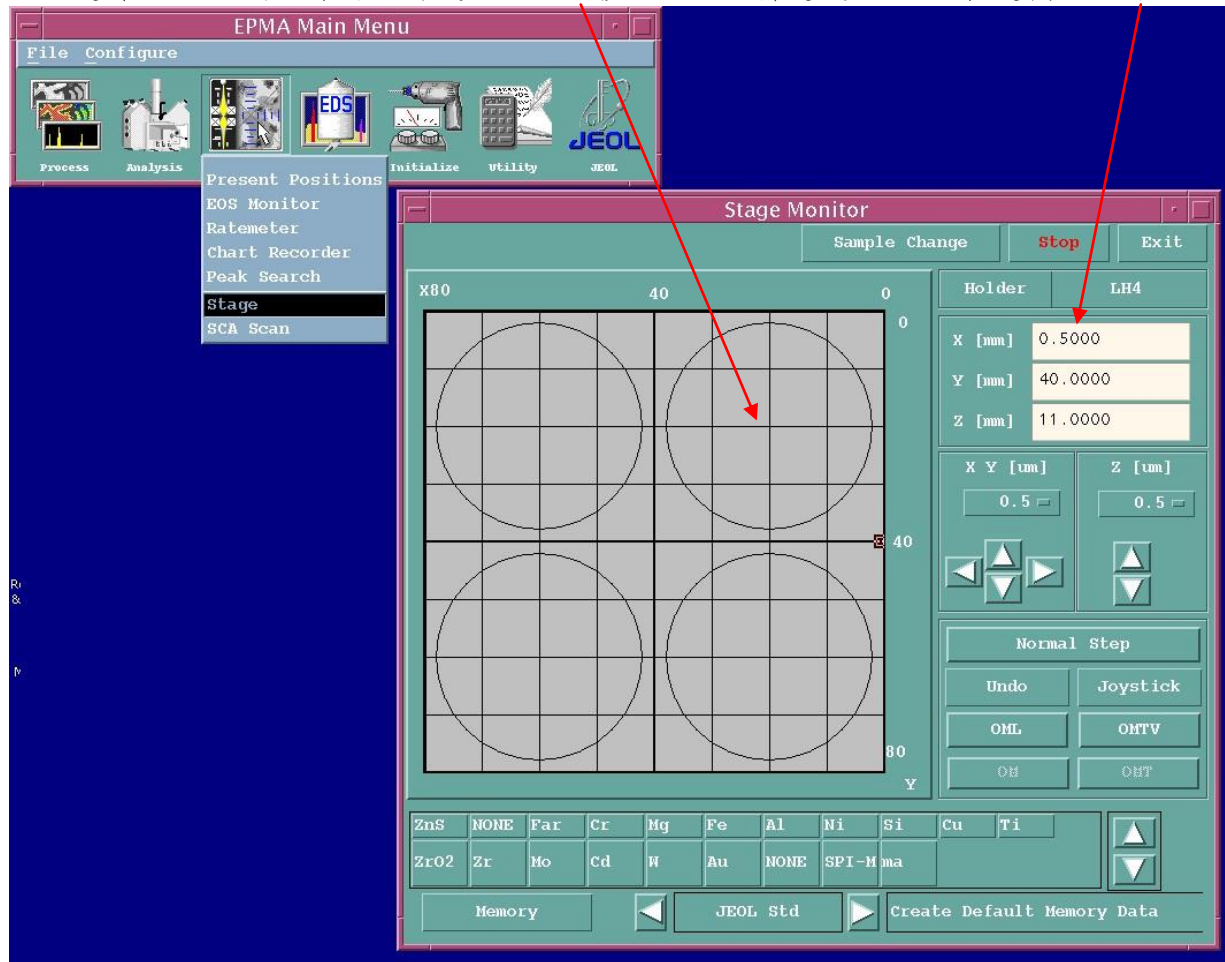 EPMA Main Menu
File Configure
EDS
JEOL
Process Analysis Initialize Utility JEOL
Present Positions
EOS Monitor
Ratemeter
Chart Recorder
Peak Search
Stage
SCA Scan
Stage Monitor
Sample Change Stop Exit
Holder LH4
X80 40 0
0
40
80
Y
X [mm] 0.5000
Y [mm] 40.0000
Z [mm] 11.0000
X Y [um] Z [um]
0.5 0.5
Normal Step
Undo Joystick
OML OMTV
OM OMT
ZnS NONE Far Cr Mg Fe Al Ni Si Cu Ti
ZrO2 Zr Mo Cd W Au NONE SPI-M ma
Memory JEOL Std Create Default Memory Data
&